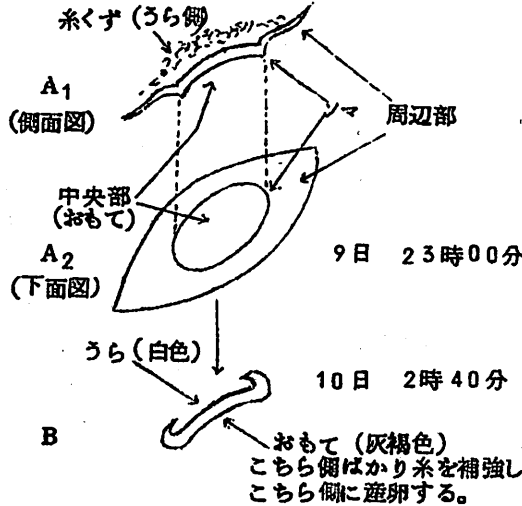 糸くず(うら側)
A1
(側面図)
ノマ
周辺部
中央部
(おもて)
A2
(下面図)
9日 23時00分
うら(白色)
10日 2時40分
B
おもて(灰褐色)
こちら側ばかり糸を補強し
こちら側に産卵する。